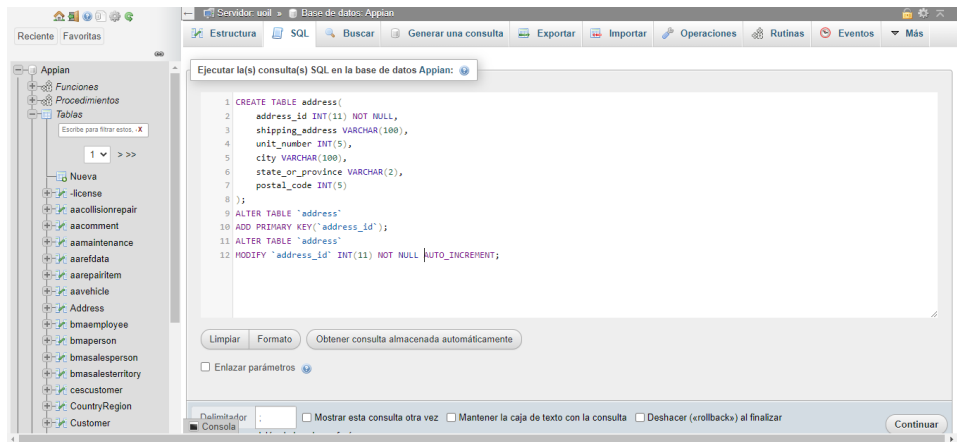 Servidor: uoil » Base de datos: Appian
Reciente Favoritas
Estructura SQL Buscar Generar una consulta Exportar Importar Operaciones Rutinas Eventos Más
Appian
Funciones
Procedimientos
Tablas
Escribe para filtrar estos, X
1 > >>
Nueva
-license
aacollisionrepair
aacomment
aamaintenance
aarefdata
aarepairitem
aavehicle
Address
bmaemployee
bmaperson
bmasalesperson
bmasalesterritory
cescustomer
CountryRegion
Customer
Ejecutar la(s) consulta(s) SQL en la base de datos Appian:
1 CREATE TABLE address(
2 address_id INT(11) NOT NULL,
3 shipping_address VARCHAR(100),
4 unit_number INT(5),
5 city VARCHAR(100),
6 state_or_province VARCHAR(2),
7 postal_code INT(5)
8 );
9 ALTER TABLE `address`
10 ADD PRIMARY KEY(`address_id`);
11 ALTER TABLE `address`
12 MODIFY `address_id` INT(11) NOT NULL AUTO_INCREMENT;
Limpiar Formato Obtener consulta almacenada automáticamente
Enlazar parámetros
Delimitador ; Mostrar esta consulta otra vez Mantener la caja de texto con la consulta Deshacer («rollback») al finalizar
Consola
Continuar